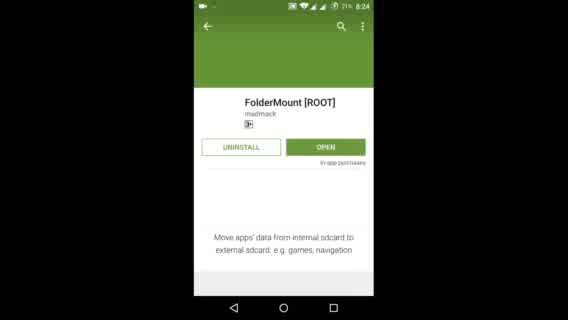 21% 8:24
FolderMount [ROOT]
madmack
3+
UNINSTALL
OPEN
In-app purchases
Move apps' data from internal sdcard to
external sdcard. e.g. games, navigation